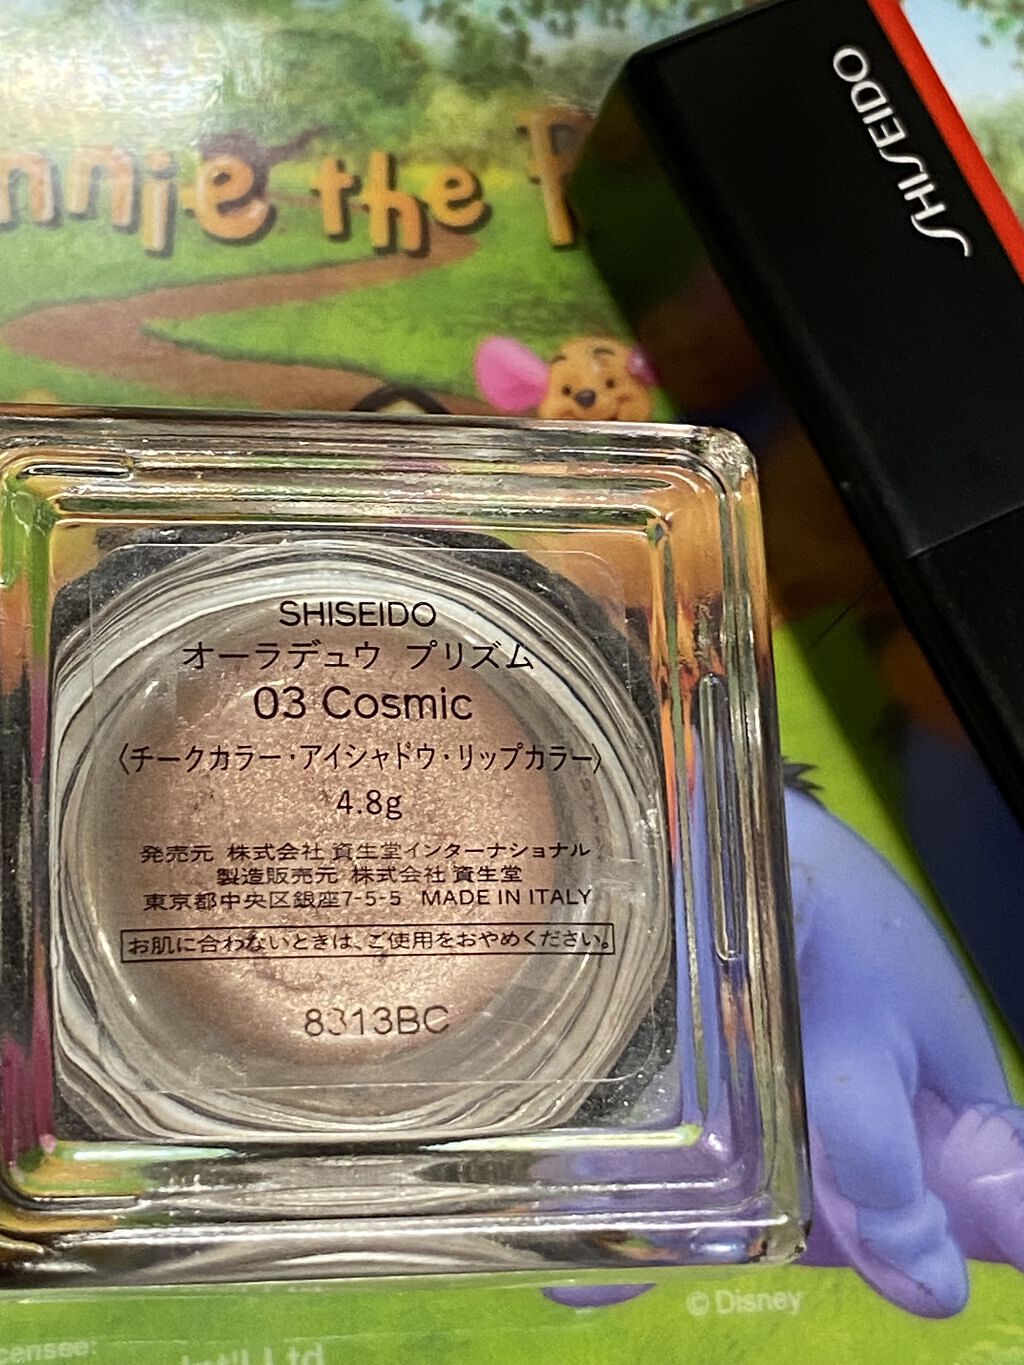 nnie the P
SHISEIDO
SHISEIDO
オーラデュウ プリズム
03 Cosmic
〈チークカラー・アイシャドウ・リップカラー〉
4.8g
発売元 株式会社 資生堂インターナショナル
製造販売元 株式会社 資生堂
東京都中央区銀座7-5-5 MADE IN ITALY
お肌に合わないときは、ご使用をおやめください。
8313BC
© Disney
censee:
Int'l Ltd